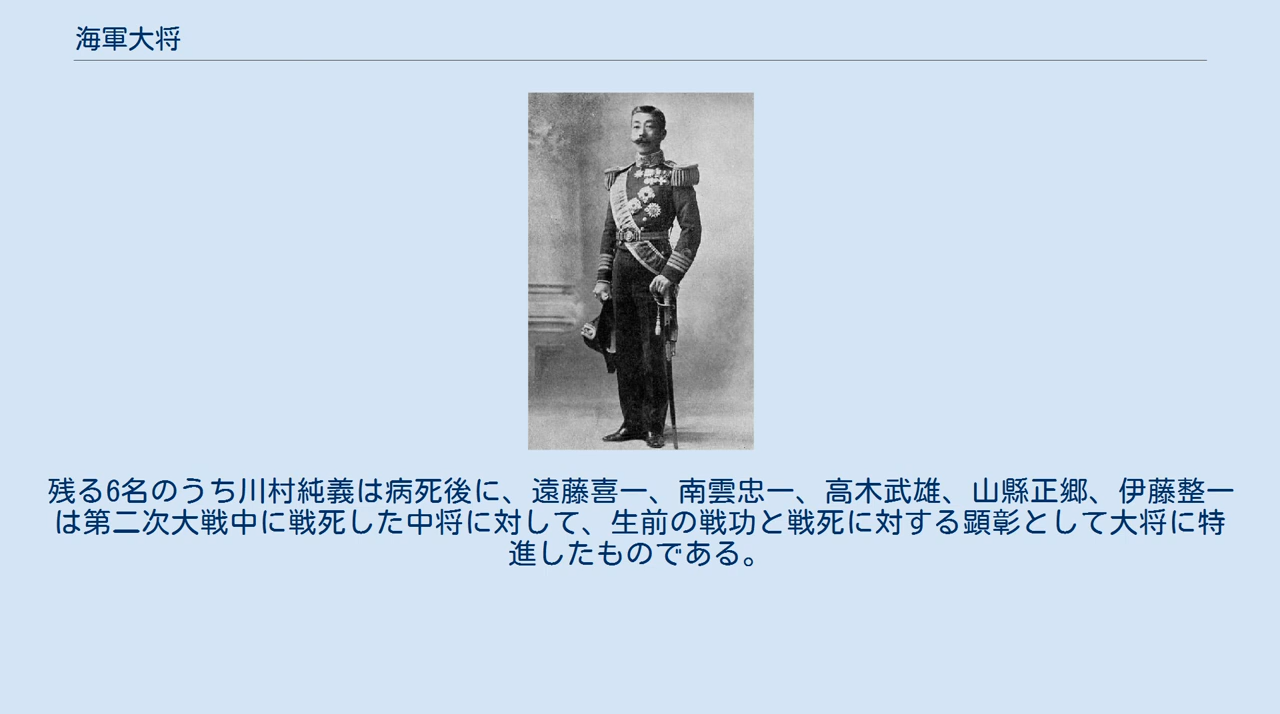 海軍大将
残る6名のうち川村純義は病死後に、遠藤喜一、南雲忠一、高木武雄、山縣正郷、伊藤整一
は第二次大戦中に戦死した中将に対して、生前の戦功と戦死に対する顕彰として大将に特
進したものである。